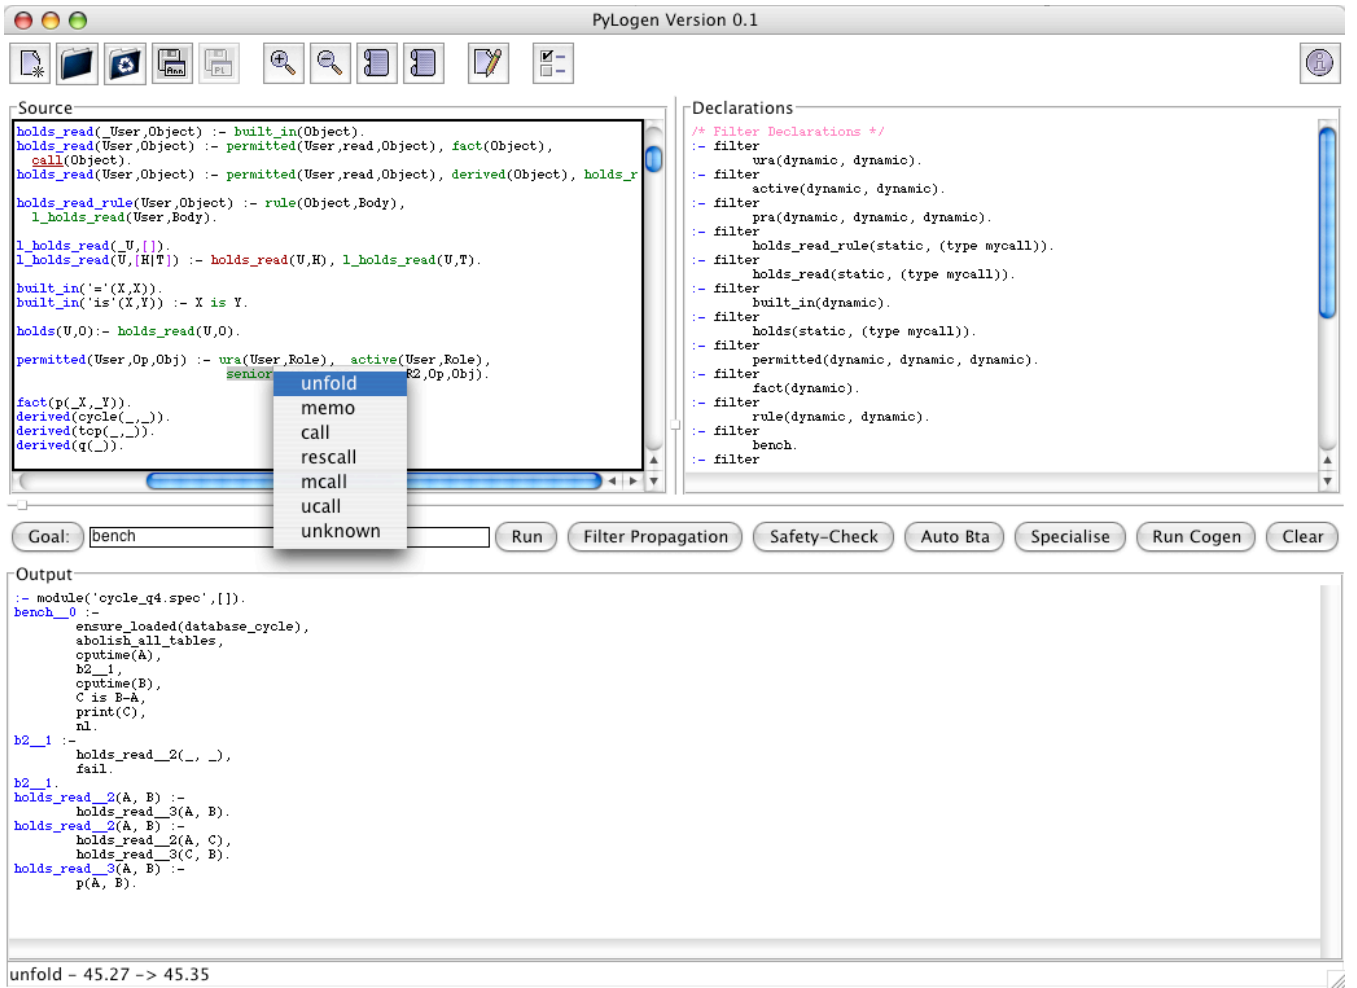 PyLogen Version 0.1
Ann
PL
Source
holds_read(_User,Object) :- built_in(Object).
holds_read(User,Object) :- permitted(User,read,Object), fact(Object),
call(Object).
holds_read(User,Object) :- permitted(User,read,Object), derived(Object), holds_r
holds_read_rule(User,Object) :- rule(Object,Body),
l_holds_read(User,Body).
l_holds_read(_U,[]).
l_holds_read(U,[H|T]) :- holds_read(U,H), l_holds_read(U,T).
built_in('='(X,X)).
built_in('is'(X,Y)) :- X is Y.
holds(U,O):- holds_read(U,O).
permitted(User,Op,Obj) :- ura(User,Role), active(User,Role),
senior R2,Op,Obj).
fact(p(_X,_Y)).
derived(cycle(_,_)).
derived(tcp(_,_)).
derived(q(_)).
unfold
memo
call
rescall
mcall
ucall
unknown
Declarations
/* Filter Declarations */
:- filter
ura(dynamic, dynamic).
:- filter
active(dynamic, dynamic).
:- filter
pra(dynamic, dynamic, dynamic).
:- filter
holds_read_rule(static, (type mycall)).
:- filter
holds_read(static, (type mycall)).
:- filter
built_in(dynamic).
:- filter
holds(static, (type mycall)).
:- filter
permitted(dynamic, dynamic, dynamic).
:- filter
fact(dynamic).
:- filter
rule(dynamic, dynamic).
:- filter
bench.
:- filter
Goal: bench Run Filter Propagation Safety-Check Auto Bta Specialise Run Cogen Clear
Output
:- module('cycle_q4.spec',[]).
bench__0 :-
ensure_loaded(database_cycle),
abolish_all_tables,
cputime(A),
b2__1,
cputime(B),
C is B-A,
print(C),
nl.
b2__1 :-
holds_read__2(_, _),
fail.
b2__1.
holds_read__2(A, B) :-
holds_read__3(A, B).
holds_read__2(A, B) :-
holds_read__2(A, C),
holds_read__3(C, B).
holds_read__3(A, B) :-
p(A, B).
unfold - 45.27 -> 45.35